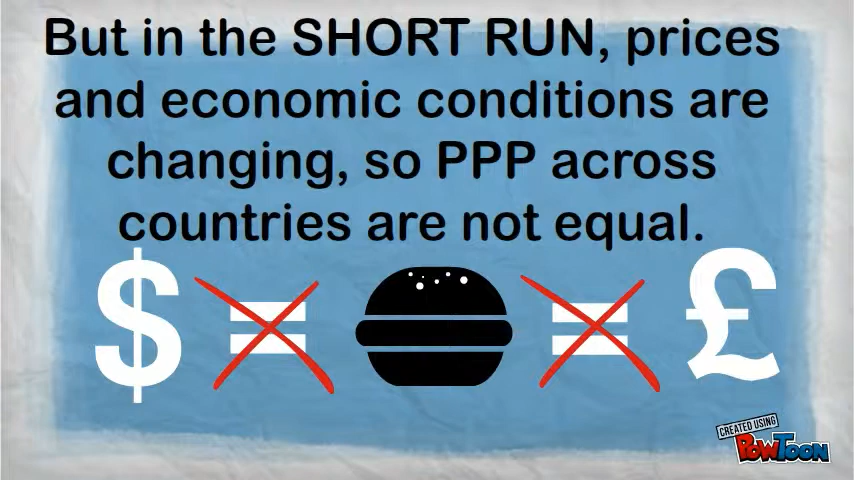 But in the SHORT RUN, prices
and economic conditions are
changing, so PPP across
countries are not equal.
$ = = £
CREATED USING
POWTOON